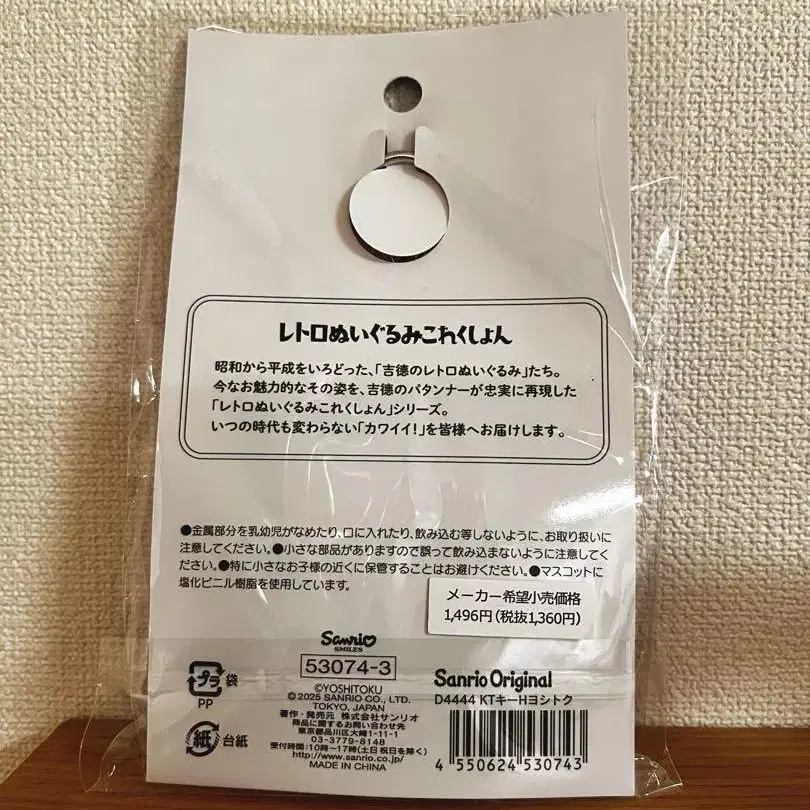 レトロぬいぐるみこれくしょん
昭和から平成をいろどった、「吉徳のレトロぬいぐるみ」たち。
今なお魅力的なその姿を、吉徳のパタンナーが忠実に再現した
「レトロぬいぐるみこれくしょん」シリーズ。
いつの時代も変わらない「カワイイ!」を皆様へお届けします。
●金属部分を乳幼児がなめたり、口に入れたり、飲み込む等しないように、お取り扱いに
注意してください。●小さな部品がありますので誤って飲み込まないように注意してく
ださい。●特に小さなお子様の近くに保管することはお避けください。●マスコットに
塩化ビニル樹脂を使用しています。
メーカー希望小売価格
1,496円(税抜1,360円)
Sanrio
SMILES
53074-3
プラ 袋
PP
紙 台紙
©YOSHITOKU
©2025 SANRIO CO., LTD.
TOKYO, JAPAN
著作・発売元 株式会社サンリオ
商品に関するお問い合わせ先
東京都品川区大崎1-11-1
03-3779-8148
受付時間:10時〜17時(土日祝日を除く)
http://www.sanrio.co.jp/
MADE IN CHINA
Sanrio Original
D4444 KTキーHヨシトク
4 550624 530743